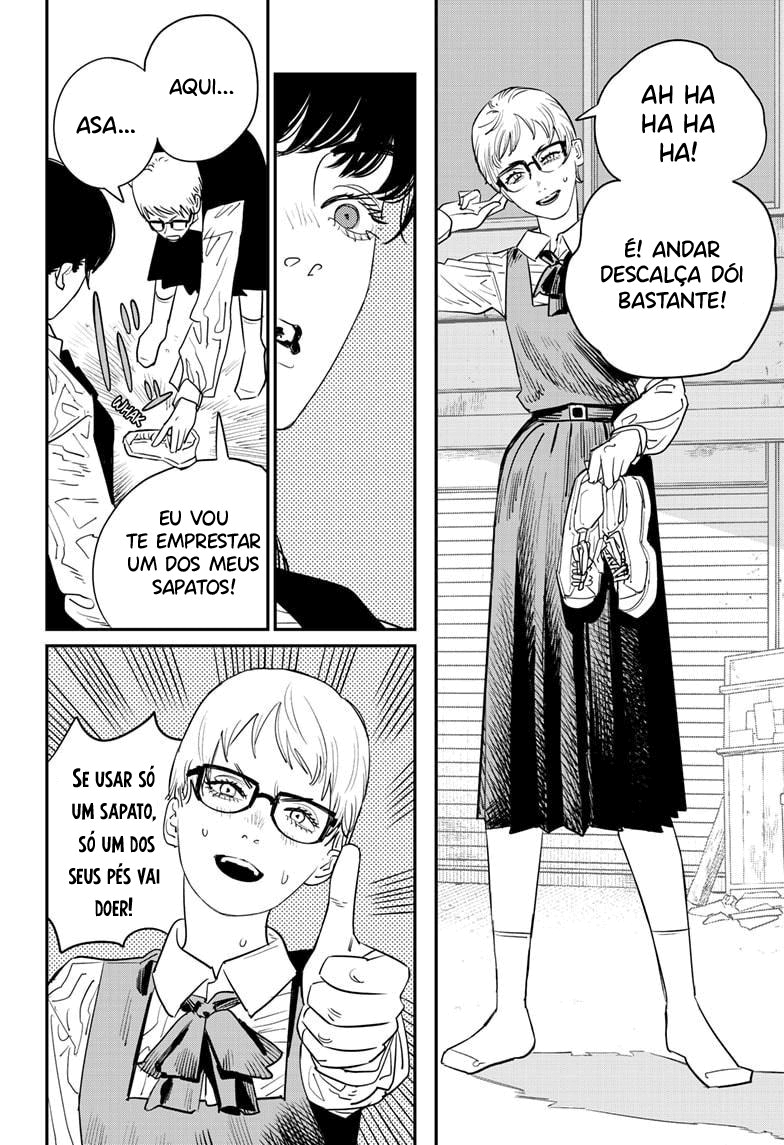 AH HA
HA HA
HA!
É! ANDAR
DESCALÇA DÓI
BASTANTE!
AQUI...
ASA...
WHAK
EU VOU
TE EMPRESTAR
UM DOS MEUS
SAPATOS!
SE USAR SÓ
UM SAPATO,
SÓ UM DOS
SEUS PÉS VAI
DOER!